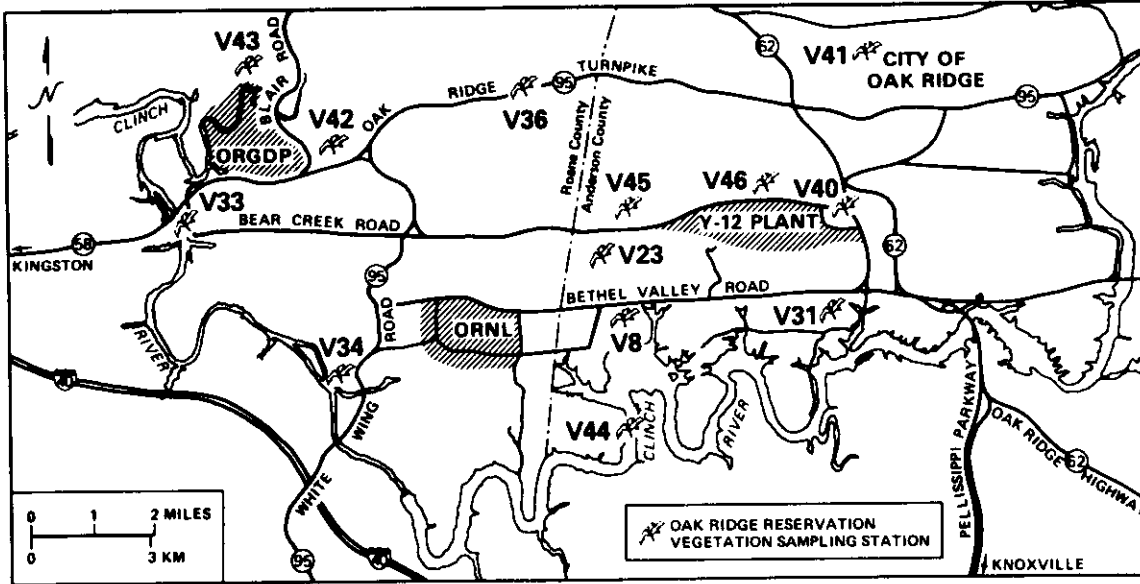 V43
BLAIR ROAD
62
V41
CITY OF
OAK RIDGE
N
CLINCH
V42
OAK RIDGE TURNPIKE
95
V36
95
ORGDP
Roane County
Anderson County
V45
V46
V40
V33
BEAR CREEK ROAD
Y-12 PLANT
58
KINGSTON
V23
62
95
BETHEL VALLEY ROAD
RIVER
V34
ORNL
V8
V31
40
WHITE WING ROAD
V44
CLINCH
RIVER
PELLISSIPPI PARKWAY
OAK RIDGE HIGHWAY
62
0 1 2 MILES
0 3 KM
95
40
OAK RIDGE RESERVATION
VEGETATION SAMPLING STATION
KNOXVILLE